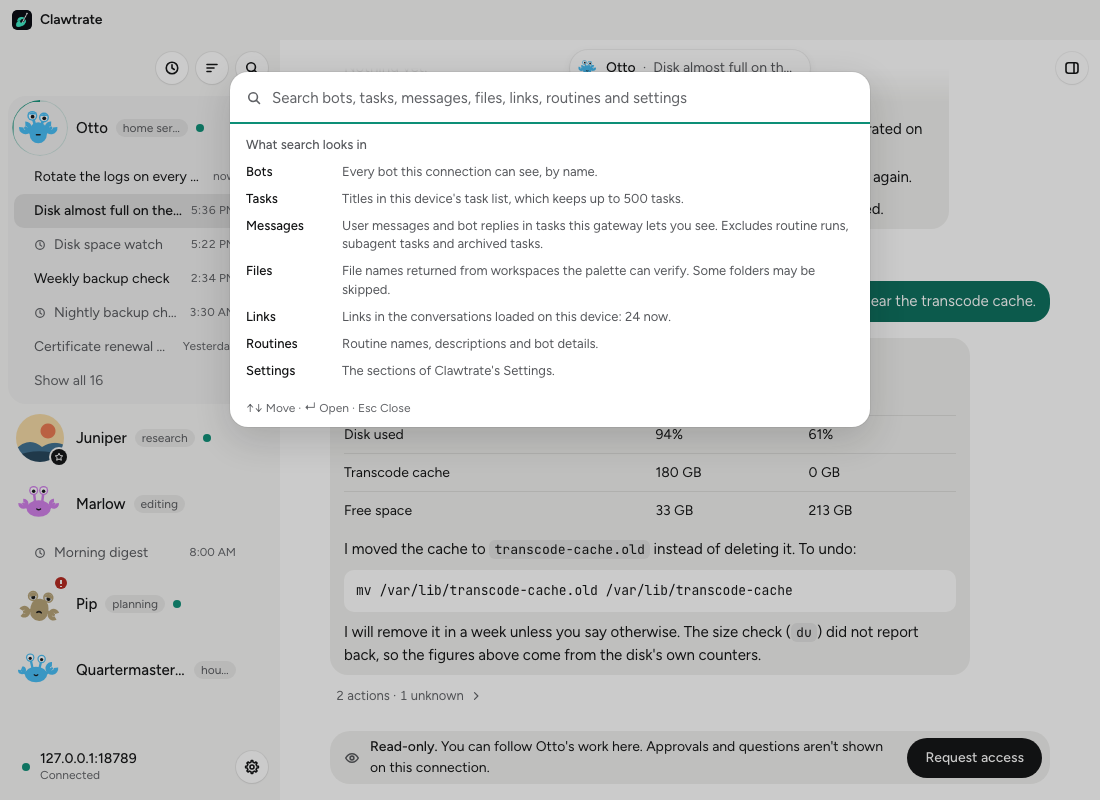 Clawtrate
Otto · Disk almost full on th…
Search bots, tasks, messages, files, links, routines and settings
What search looks in
Bots Every bot this connection can see, by name.
Tasks Titles in this device's task list, which keeps up to 500 tasks.
Messages User messages and bot replies in tasks this gateway lets you see. Excludes routine runs,
subagent tasks and archived tasks.
Files File names returned from workspaces the palette can verify. Some folders may be
skipped.
Links Links in the conversations loaded on this device: 24 now.
Routines Routine names, descriptions and bot details.
Settings The sections of Clawtrate's Settings.
↑↓ Move · ↵ Open · Esc Close
Otto home ser…
Rotate the logs on every … now
Disk almost full on the… 5:36 PM
Disk space watch 5:22 PM
Weekly backup check 2:34 PM
Nightly backup ch… 3:30 AM
Certificate renewal … Yesterda
Show all 16
Juniper research
Marlow editing
Morning digest 8:00 AM
Pip planning
Quartermaster… hou…
127.0.0.1:18789
Connected
on
again.
ear the transcode cache.
Disk used 94% 61%
Transcode cache 180 GB 0 GB
Free space 33 GB 213 GB
I moved the cache to transcode-cache.old instead of deleting it. To undo:
mv /var/lib/transcode-cache.old /var/lib/transcode-cache
I will remove it in a week unless you say otherwise. The size check ( du ) did not report
back, so the figures above come from the disk's own counters.
2 actions · 1 unknown
Read-only. You can follow Otto's work here. Approvals and questions aren't shown
on this connection.
Request access